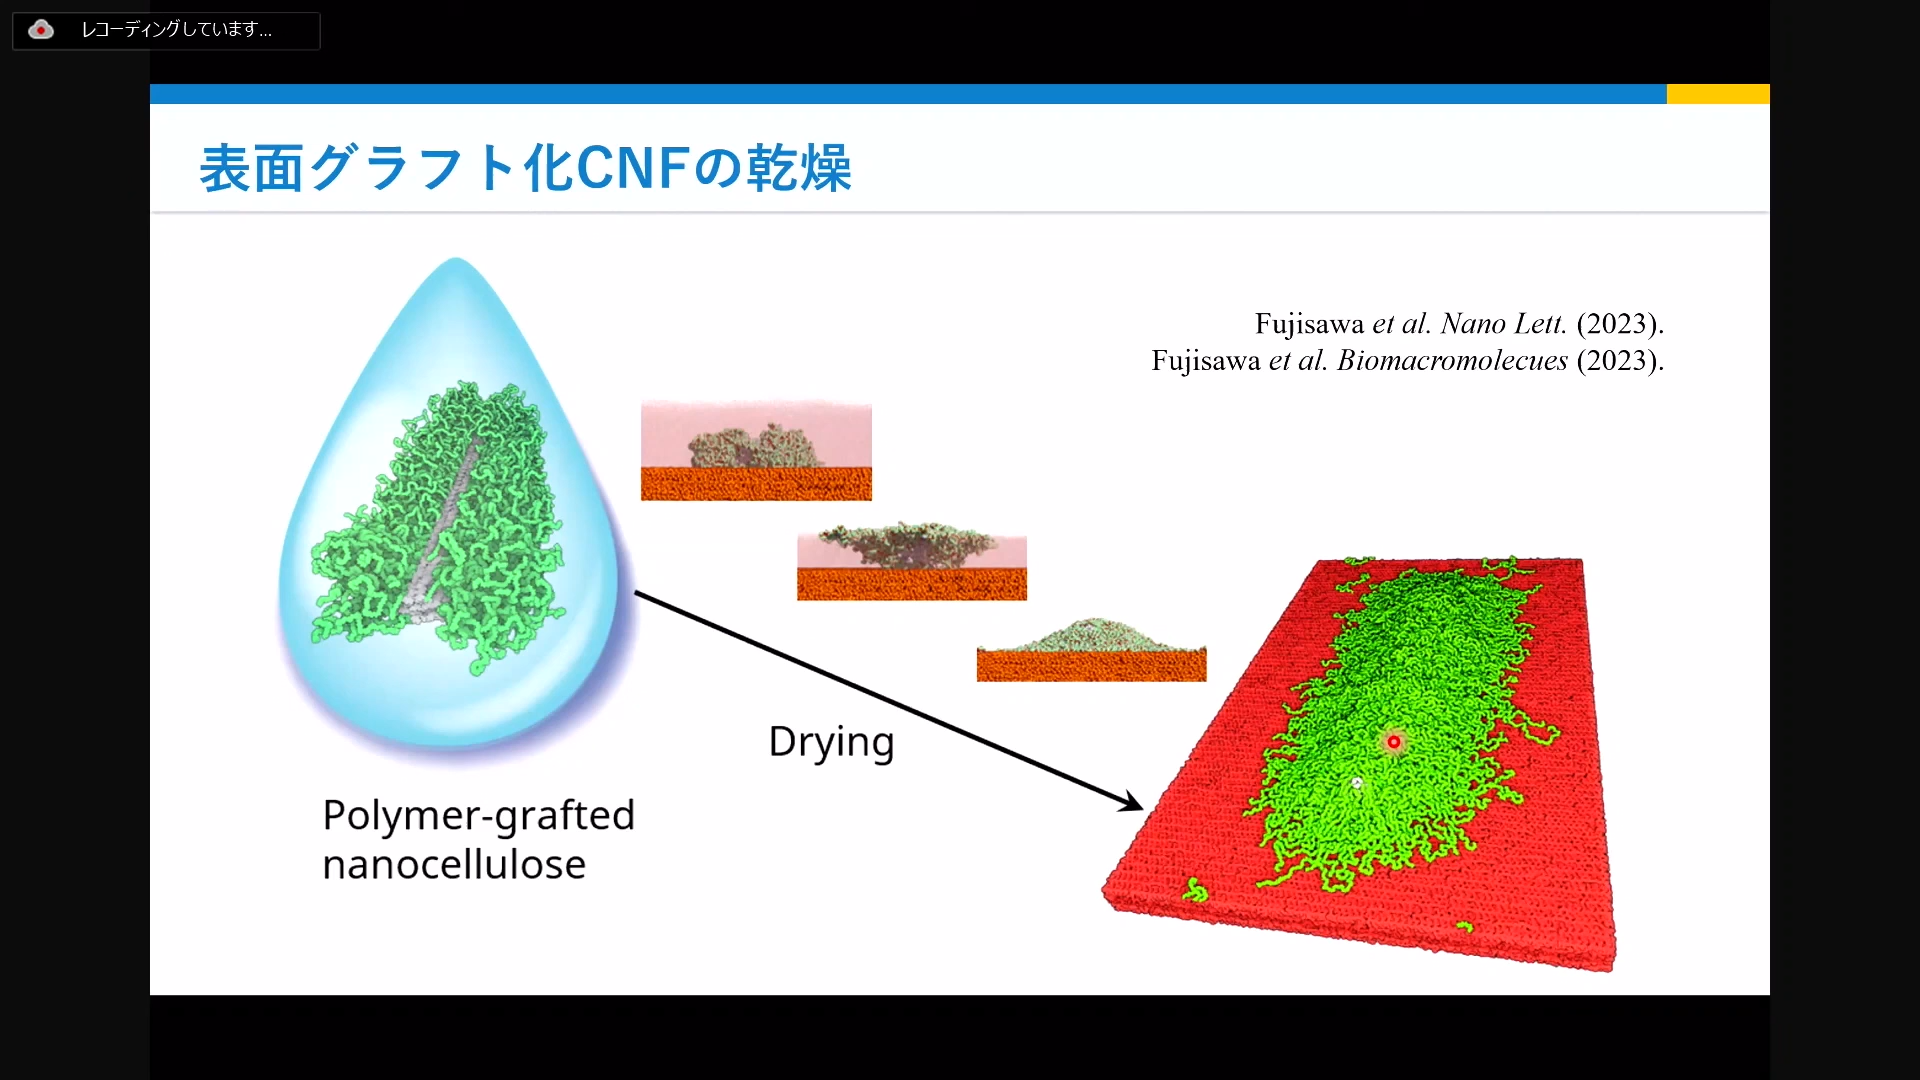 レコーディングしています...
表面グラフト化CNFの乾燥
Fujisawa et al. Nano Lett. (2023).
Fujisawa et al. Biomacromolecues (2023).
Drying
Polymer-grafted
nanocellulose